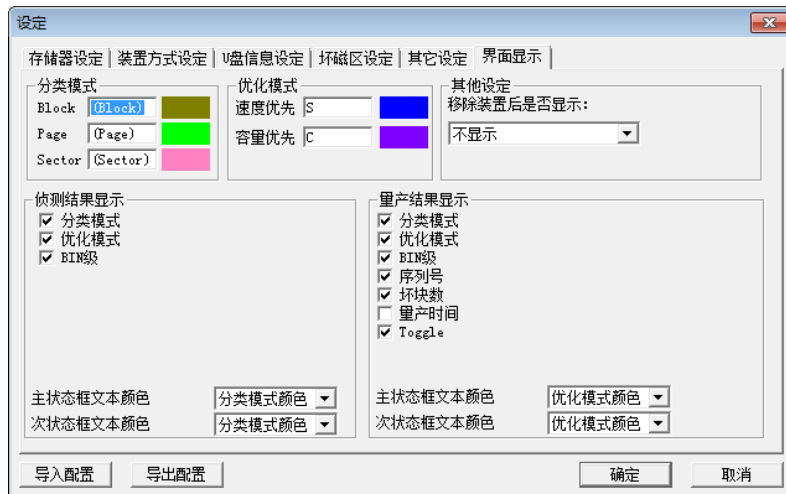 设定
存储器设定 装置方式设定 U盘信息设定 坏磁区设定 其它设定 界面显示
分类模式 优化模式 其他设定
Block (Block) 速度优先 S 移除装置后是否显示:
Page (Page) 容量优先 C 不显示
Sector (Sector)
侦测结果显示
分类模式
优化模式
BIN级
主状态框文本颜色 分类模式颜色
次状态框文本颜色 分类模式颜色
量产结果显示
分类模式
优化模式
BIN级
序列号
坏块数
量产时间
Toggle
主状态框文本颜色 优化模式颜色
次状态框文本颜色 优化模式颜色
导入配置 导出配置 确定 取消